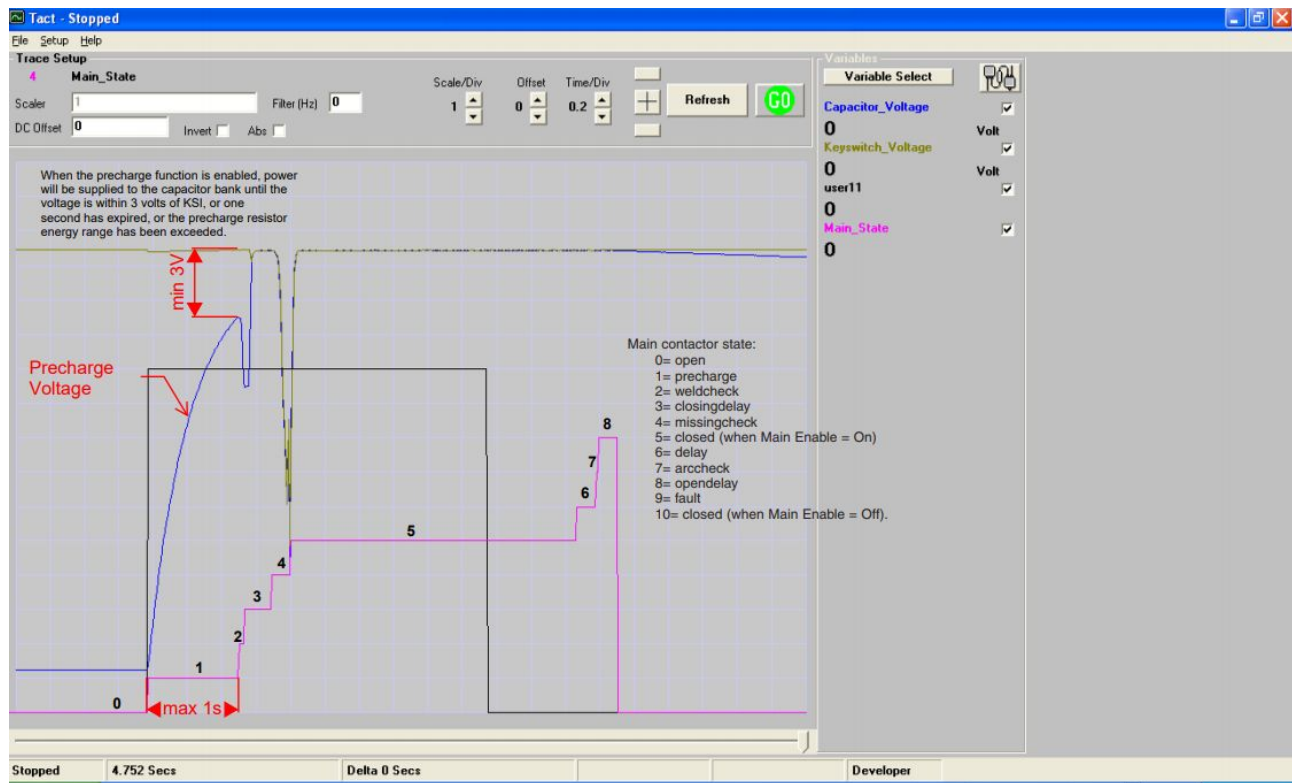 Tact - Stopped
File Setup Help
Trace Setup
4 Main_State
Scale/Div Offset Time/Div
Scaler 1 Filter (Hz) 0
1 0 0.2 Refresh GO
DC Offset 0 Invert Abs
Variables
Variable Select
Capacitor_Voltage
0 Volt
Keyswitch_Voltage
0 Volt
user11
0
Main_State
0
When the precharge function is enabled, power
will be supplied to the capacitor bank until the
voltage is within 3 volts of KSI, or one
second has expired, or the precharge resistor
energy range has been exceeded.
min 3V
Precharge
Voltage
Main contactor state:
0= open
1= precharge
2= weldcheck
3= closingdelay
4= missingcheck
5= closed (when Main Enable = On)
6= delay
7= arccheck
8= opendelay
9= fault
10= closed (when Main Enable = Off).
8
7
6
5
4
3
2
1
0
max 1s
Stopped 4.752 Secs Delta 0 Secs Developer